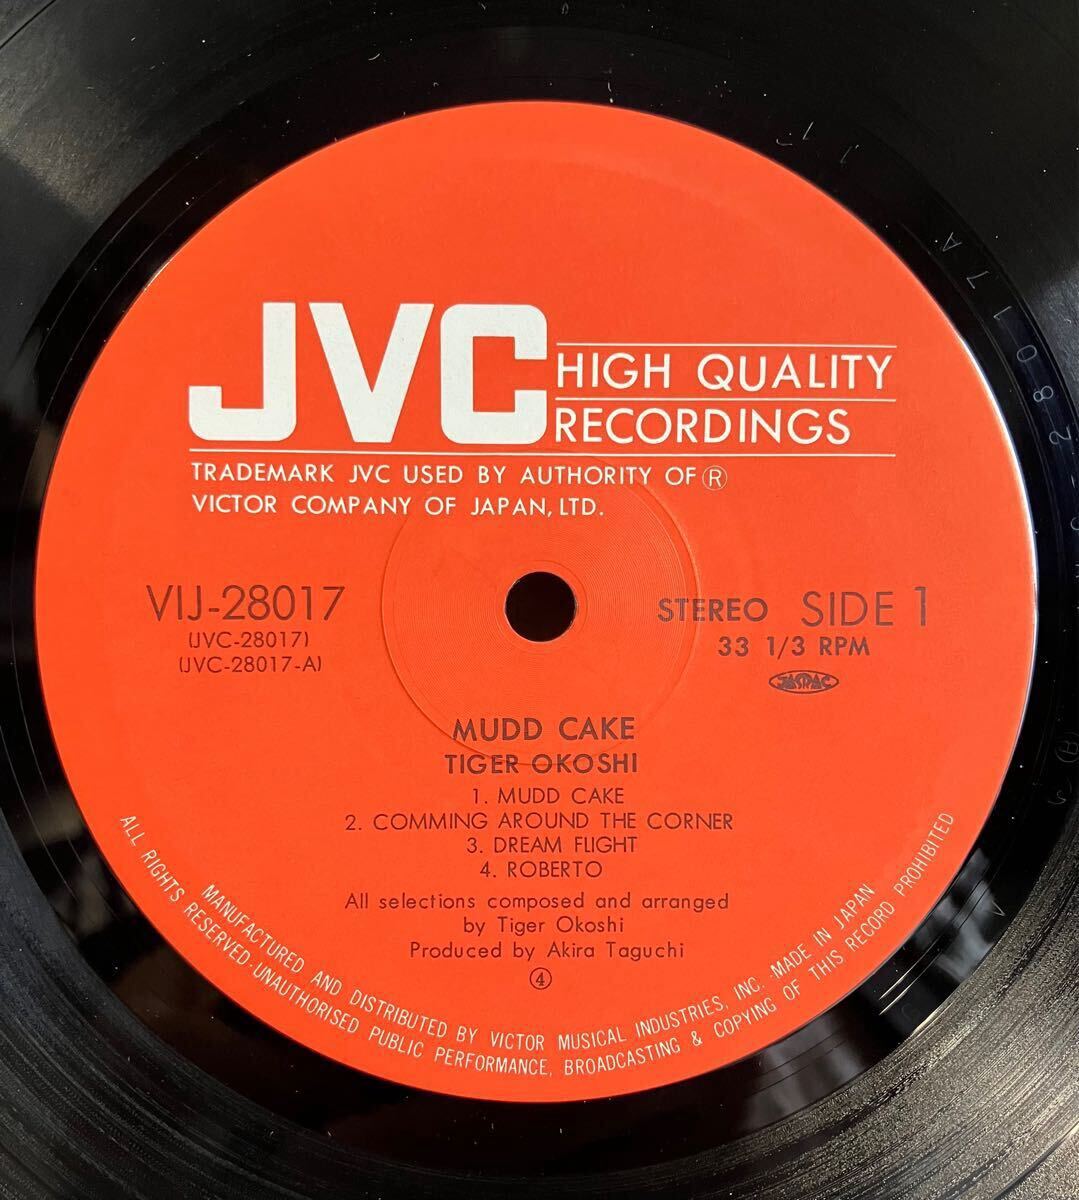 JVC
HIGH QUALITY
RECORDINGS
TRADEMARK JVC USED BY AUTHORITY OF Ⓡ
VICTOR COMPANY OF JAPAN, LTD.
VIJ-28017
(JVC-28017)
(JVC-28017-A)
STEREO SIDE 1
33 1/3 RPM
JASRAC
MUDD CAKE
TIGER OKOSHI
1. MUDD CAKE
2. COMMING AROUND THE CORNER
3. DREAM FLIGHT
4. ROBERTO
All selections composed and arranged
by Tiger Okoshi
Produced by Akira Taguchi
④
MANUFACTURED AND DISTRIBUTED BY VICTOR MUSICAL INDUSTRIES, INC. · MADE IN JAPAN
ALL RIGHTS RESERVED · UNAUTHORISED PUBLIC PERFORMANCE, BROADCASTING & COPYING OF THIS RECORD PROHIBITED